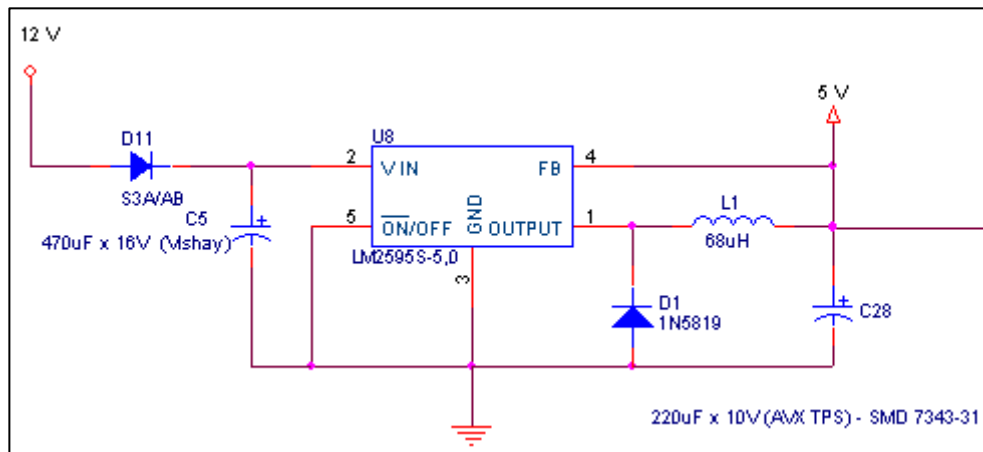 12 V
5 V
D11
S3A/AB
C5
470uF x 16V (Vishay)
U8
2
VIN
FB
4
5
ON/OFF
GND
OUTPUT
1
LM2595S-5,0
3
L1
68uH
D1
1N5819
C28
220uF x 10V (AVX TPS) - SMD 7343-31